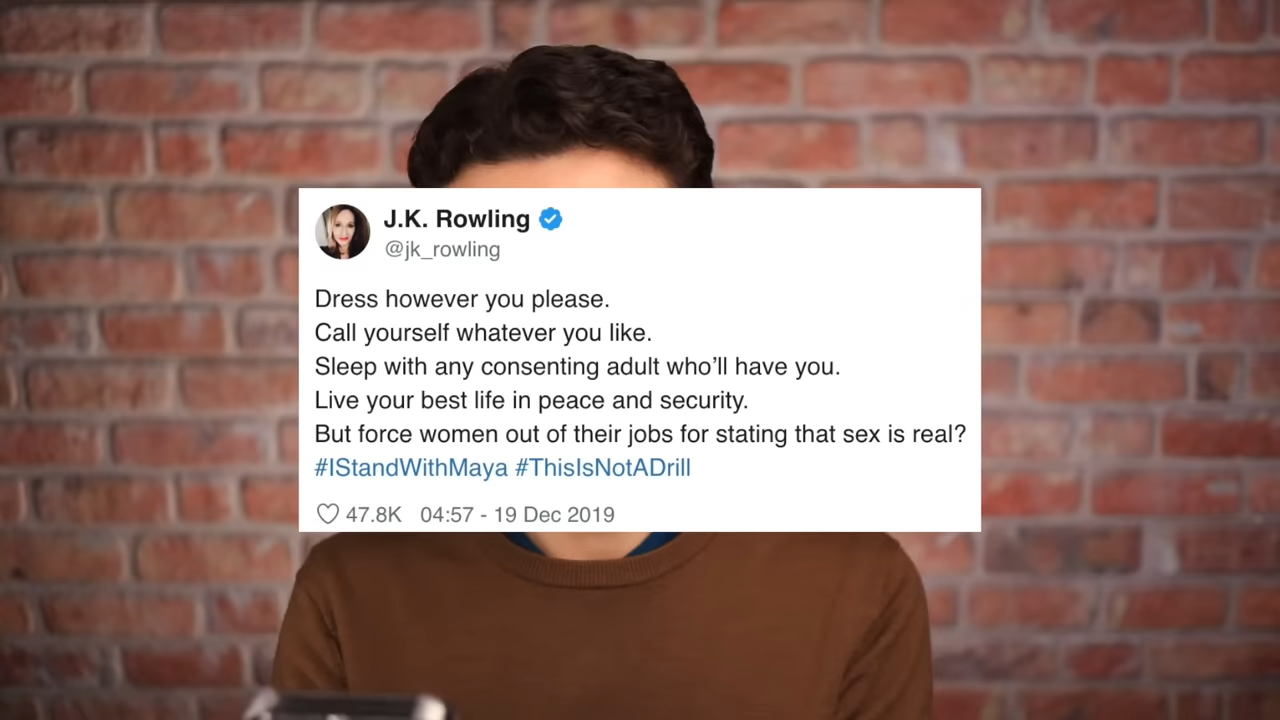 J.K. Rowling
@jk_rowling
Dress however you please.
Call yourself whatever you like.
Sleep with any consenting adult who’ll have you.
Live your best life in peace and security.
But force women out of their jobs for stating that sex is real?
#IStandWithMaya #ThisIsNotADrill
47.8K 04:57 - 19 Dec 2019